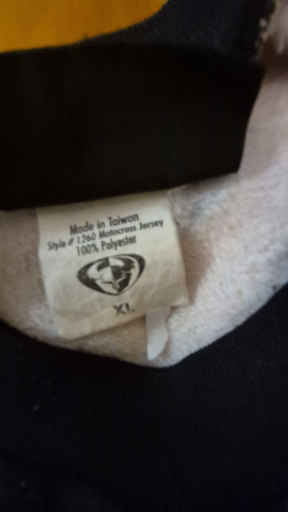 Made in Taiwan
Style # 1260 Motocross Jersey
100% Polyester
XL